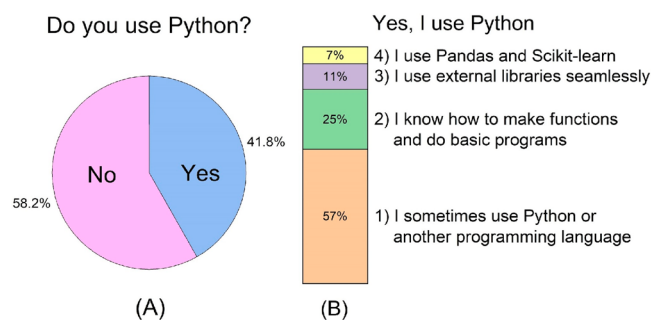 Do you use Python?
No
Yes
41.8%
58.2%
(A)
Yes, I use Python
7%
4) I use Pandas and Scikit-learn
11%
3) I use external libraries seamlessly
25%
2) I know how to make functions
and do basic programs
57%
1) I sometimes use Python or
another programming language
(B)